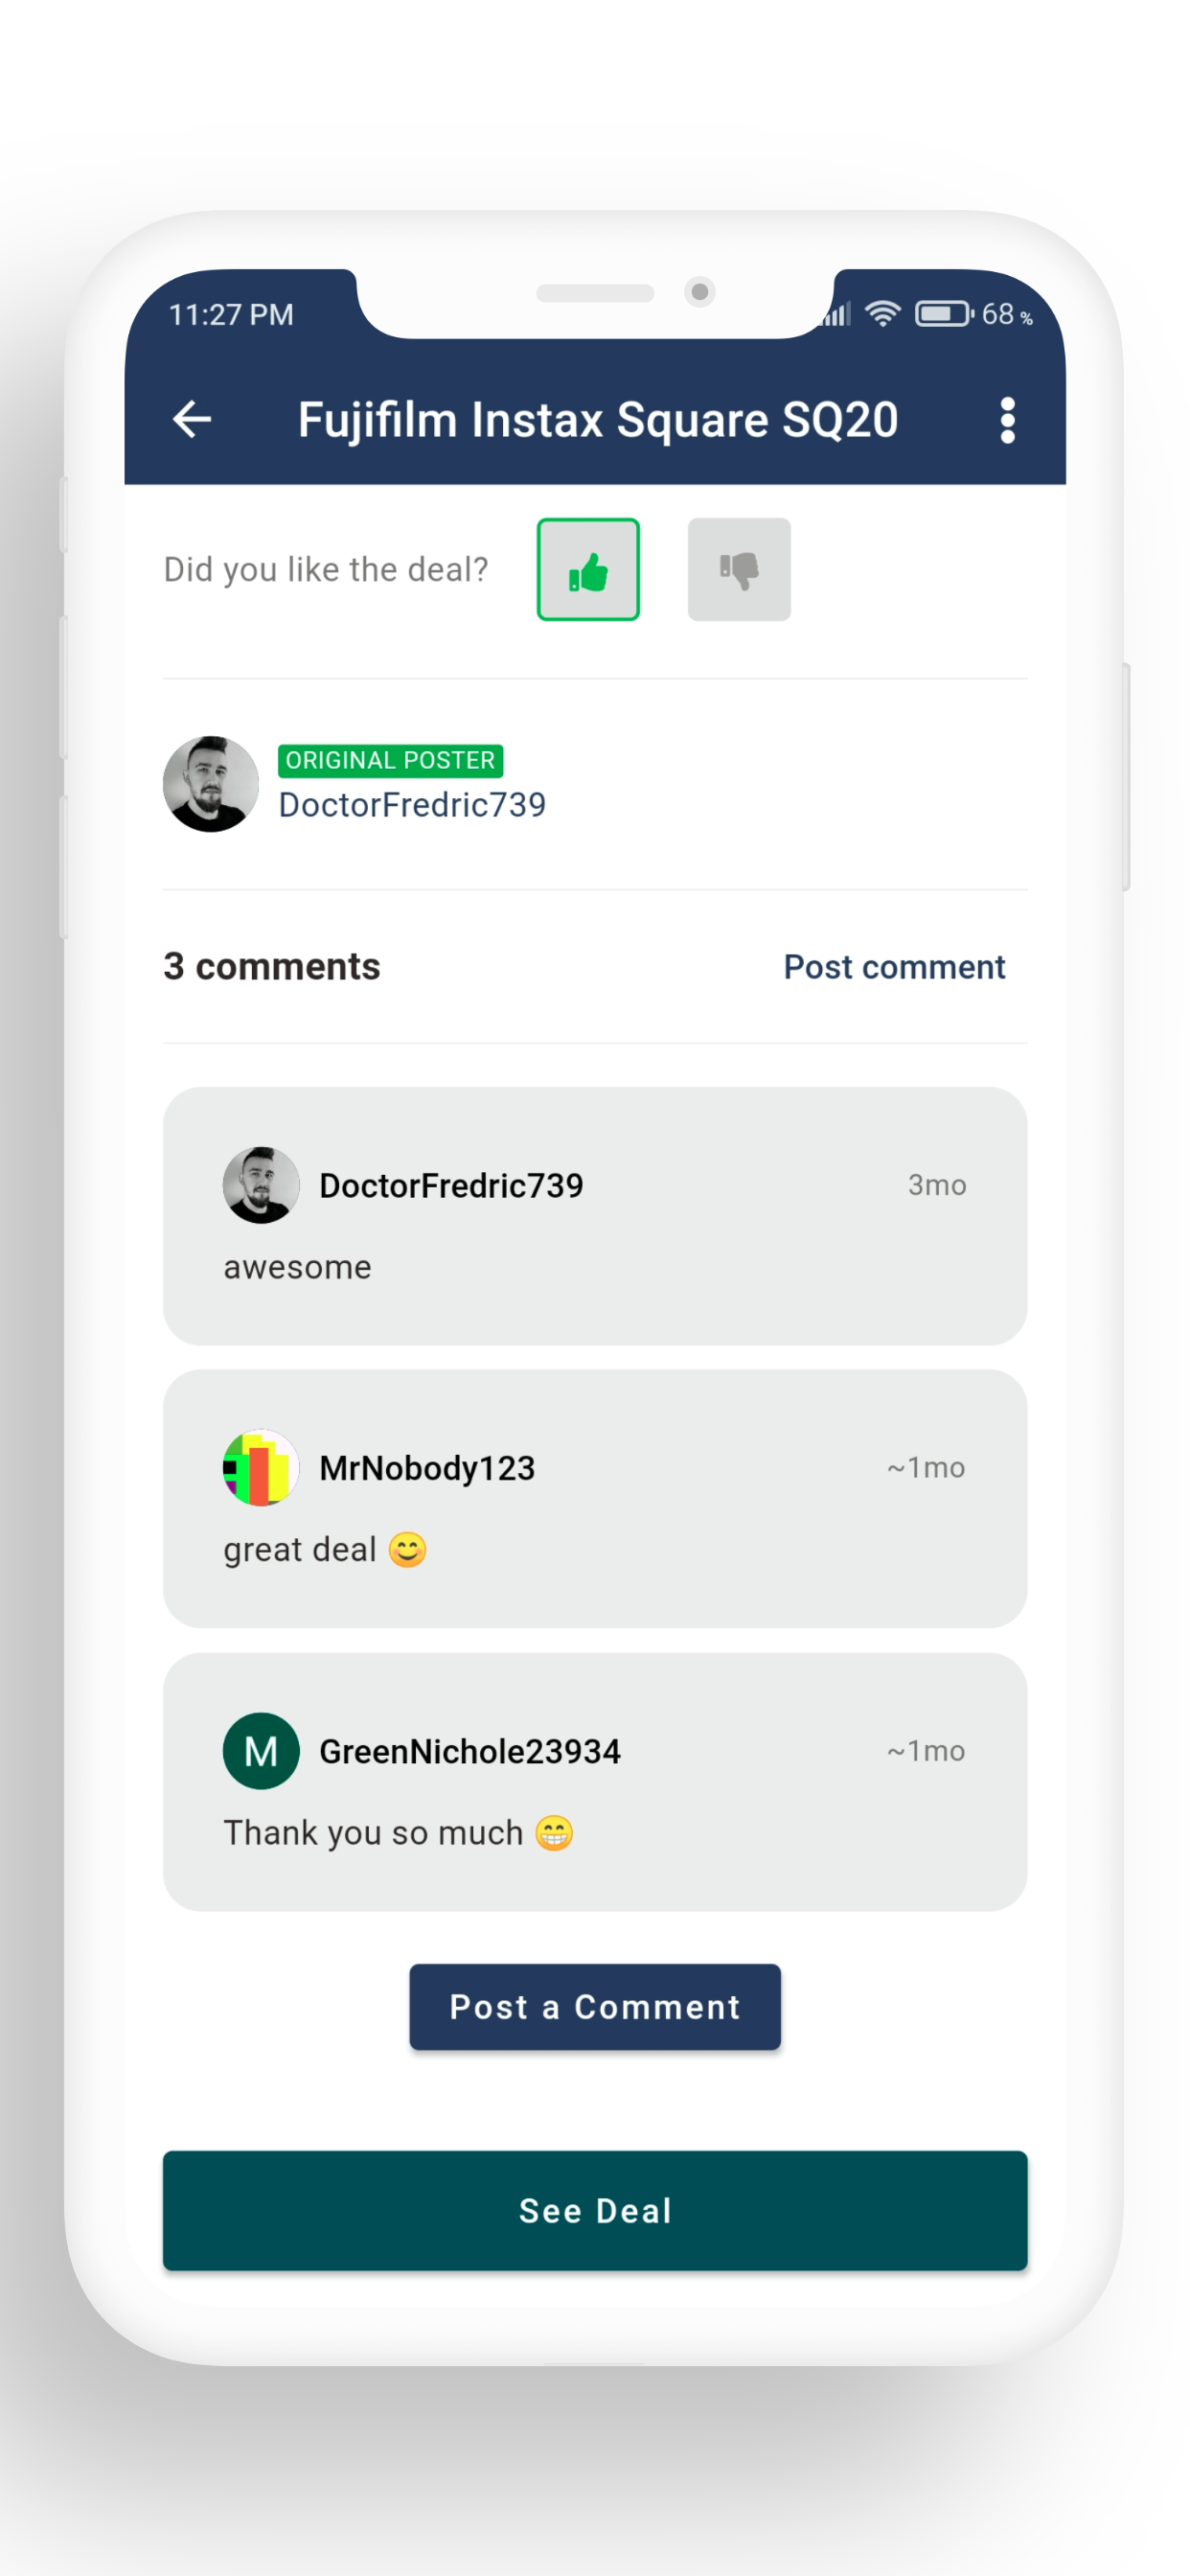 11:27 PM
68 %
Fujifilm Instax Square SQ20
Did you like the deal?
ORIGINAL POSTER
DoctorFredric739
3 comments
Post comment
DoctorFredric739
3mo
awesome
MrNobody123
~1mo
great deal 😊
M
GreenNichole23934
~1mo
Thank you so much 😁
Post a Comment
See Deal